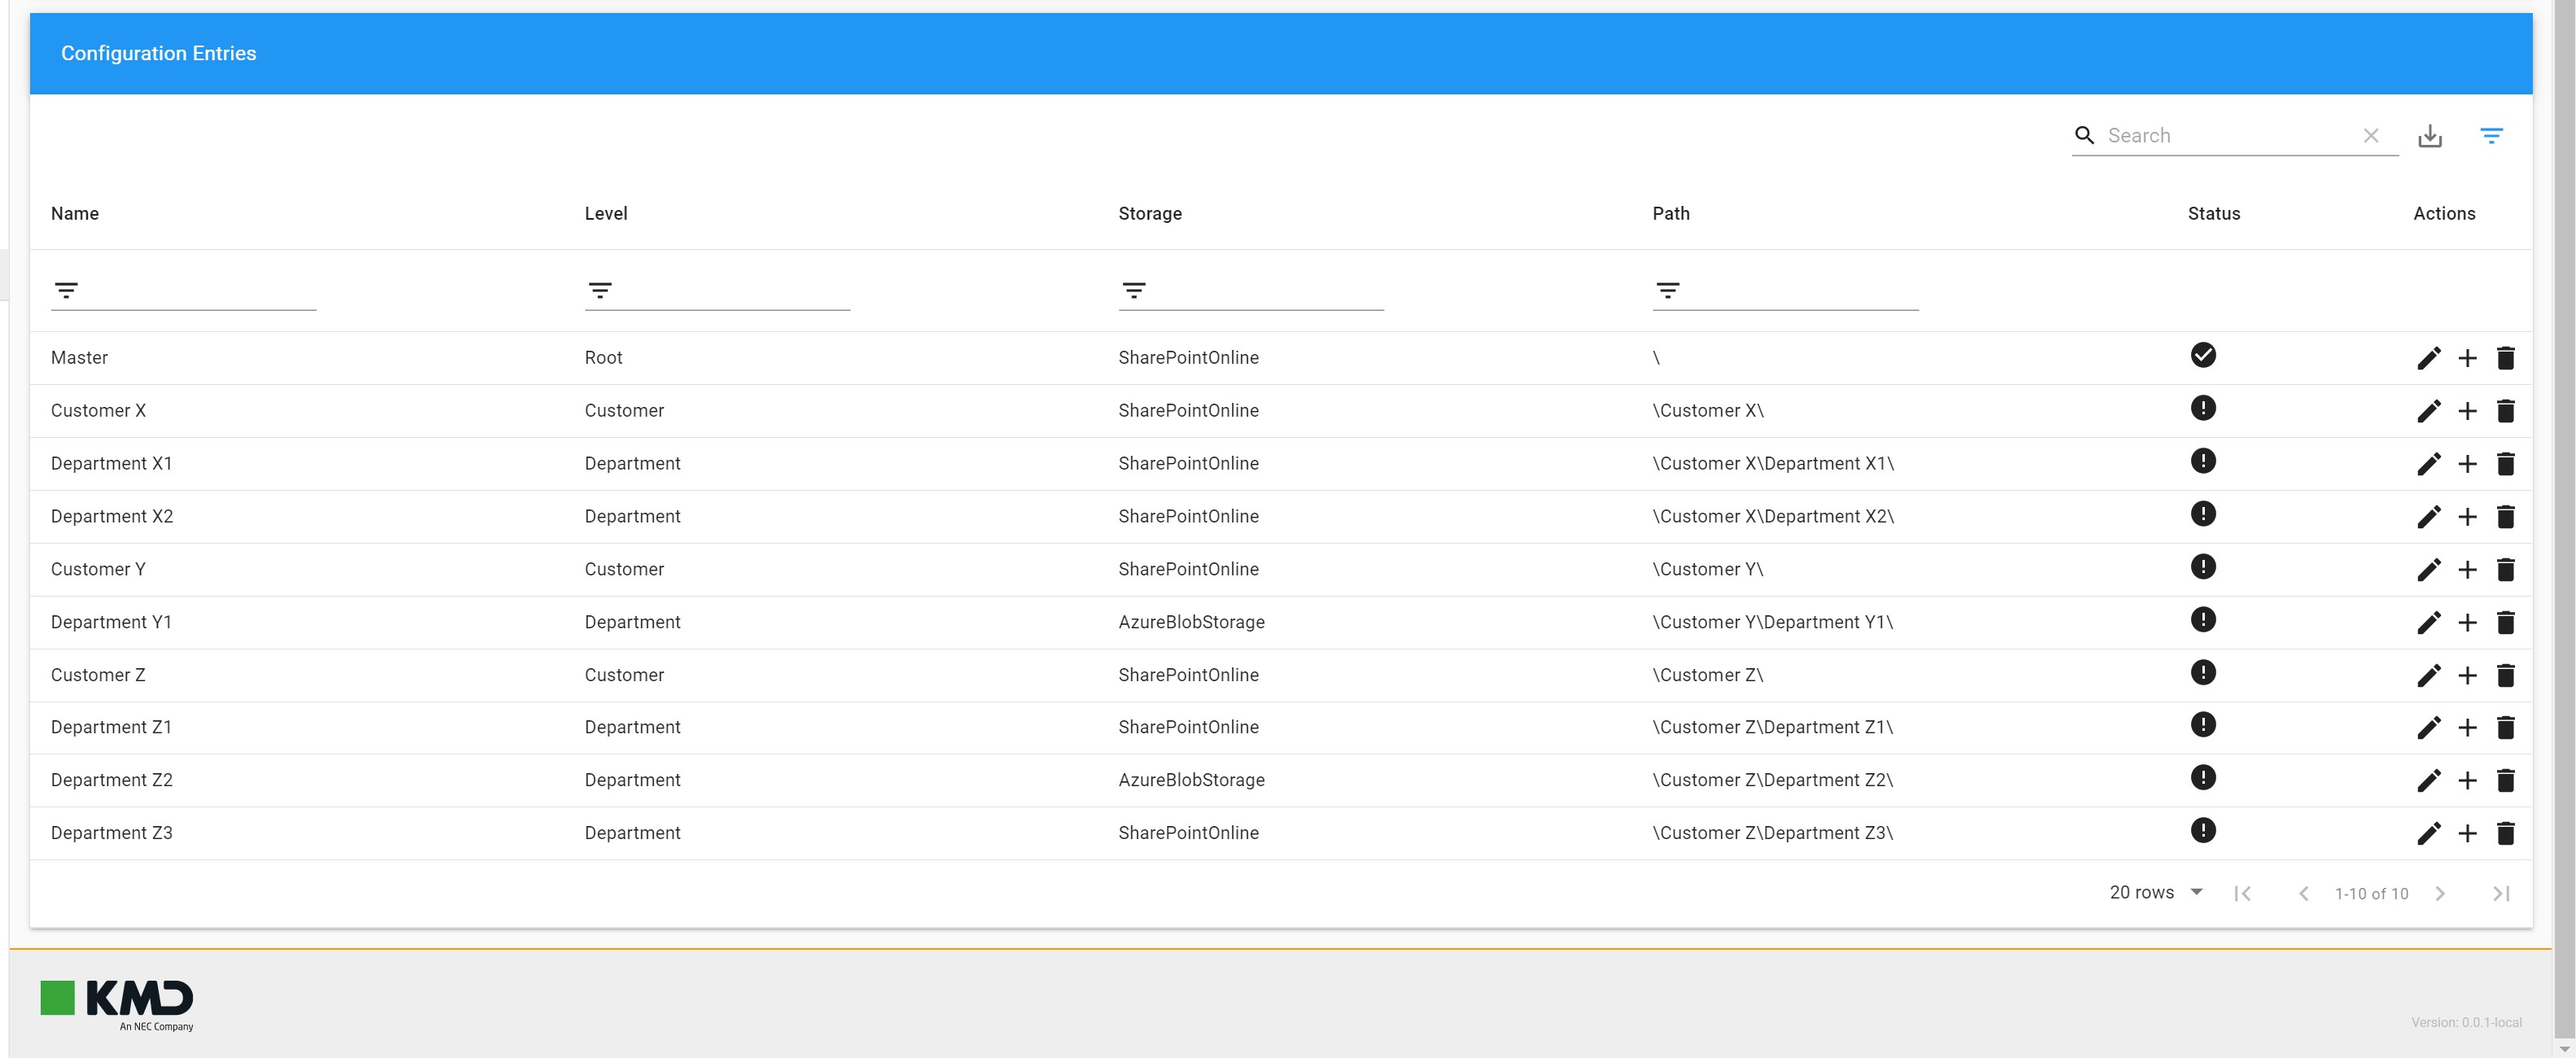 Configuration Entries
Search
Name Level Storage Path Status Actions
Master Root SharePointOnline \
Customer X Customer SharePointOnline \Customer X\
Department X1 Department SharePointOnline \Customer X\Department X1\
Department X2 Department SharePointOnline \Customer X\Department X2\
Customer Y Customer SharePointOnline \Customer Y\
Department Y1 Department AzureBlobStorage \Customer Y\Department Y1\
Customer Z Customer SharePointOnline \Customer Z\
Department Z1 Department SharePointOnline \Customer Z\Department Z1\
Department Z2 Department AzureBlobStorage \Customer Z\Department Z2\
Department Z3 Department SharePointOnline \Customer Z\Department Z3\
20 rows 1-10 of 10
KMD
An NEC Company
Version: 0.0.1-local